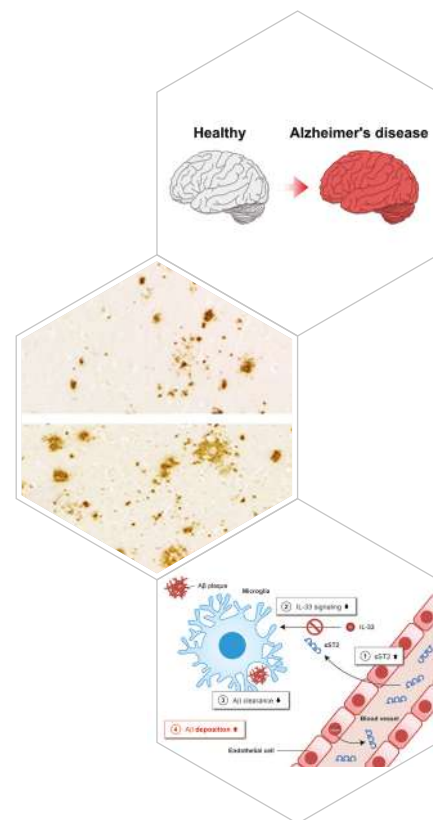 Healthy
Alzheimer's disease
Aβ plaque
Microglia
② IL-33 signaling ⬇
IL-33
sST2
① sST2 ⬆
③ Aβ clearance ⬇
Blood vessel
④ Aβ deposition ⬆
Endothelial cell